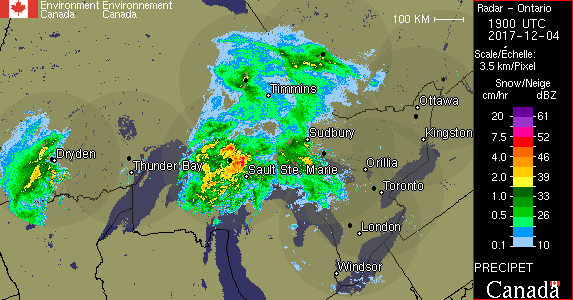 Environment Environnement
Canada Canada
100 KM
Timmins
Ottawa
Sudbury
Kingston
Dryden
Thunder Bay
Sault Ste. Marie
Orillia
Toronto
London
Windsor
Radar - Ontario
1900 UTC
2017-12-04
Scale/Échelle:
3.5 km/Pixel
Snow/Neige
cm/hr dBZ
20 61
7.5 52
4.0 46
2.0 39
1.0 33
0.5 26
0.1 10
PRECIPET
Canada